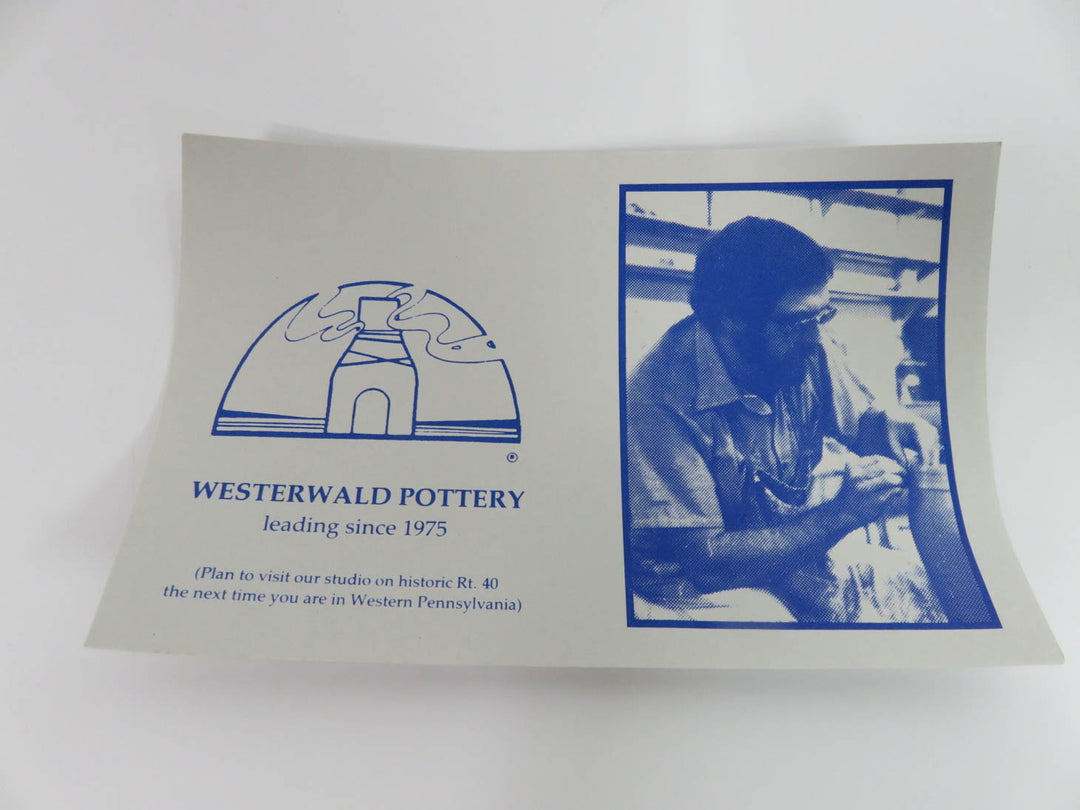 ®
WESTERWALD POTTERY
leading since 1975
(Plan to visit our studio on historic Rt. 40
the next time you are in Western Pennsylvania)